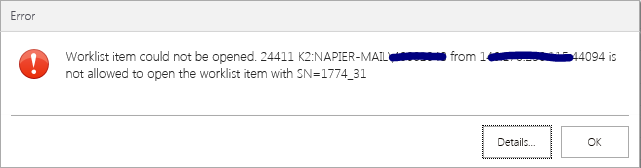 Error
Worklist item could not be opened. 24411 K2:NAPIER-MAIL\ from 44094 is
not allowed to open the worklist item with SN=1774_31
Details...
OK